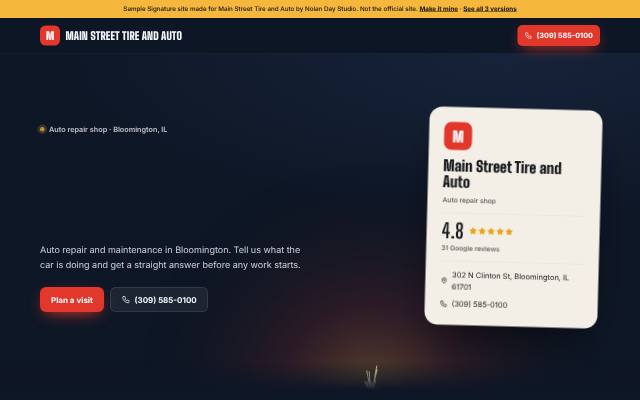 Sample Signature site made for Main Street Tire and Auto by Nolan Day Studio. Not the official site. Make it mine · See all 3 versions
M MAIN STREET TIRE AND AUTO
(309) 585-0100
Auto repair shop · Bloomington, IL
Auto repair and maintenance in Bloomington. Tell us what the
car is doing and get a straight answer before any work starts.
Plan a visit
(309) 585-0100
M
Main Street Tire and
Auto
Auto repair shop
4.8 ★★★★★
31 Google reviews
302 N Clinton St, Bloomington, IL
61701
(309) 585-0100